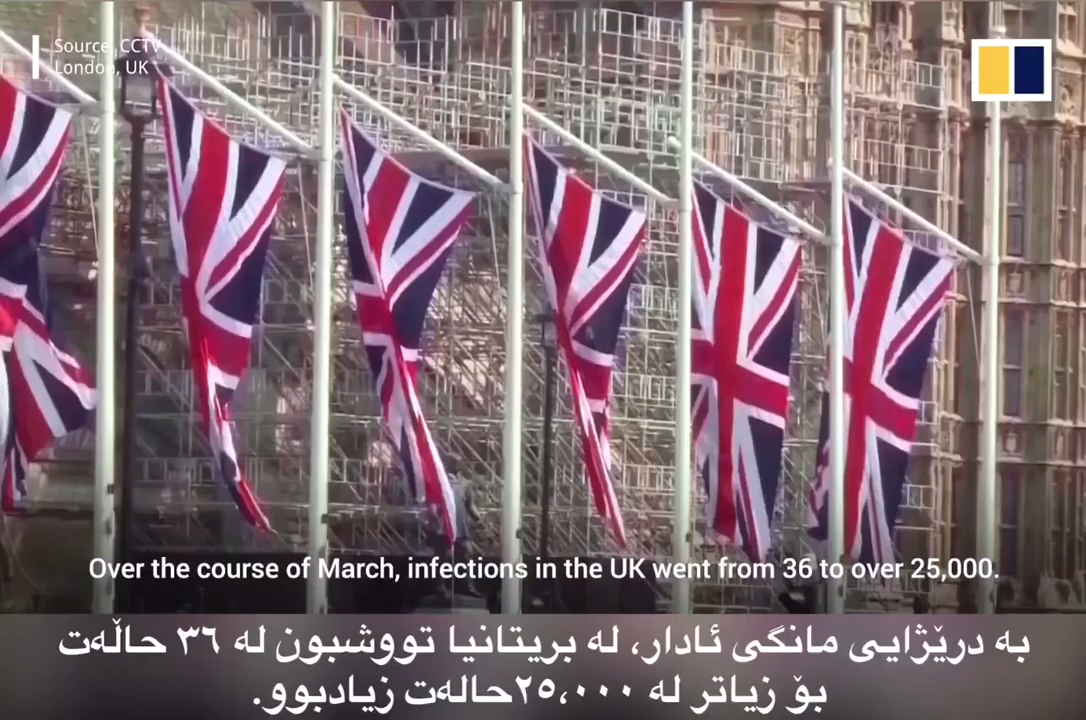 Source: CCTV
London, UK
Over the course of March, infections in the UK went from 36 to over 25,000.
بە درێژایی مانگی ئادار، لە بریتانیا تووشبون لە ٣٦ حاڵەت
بۆ زیاتر لە ٢٥،٠٠٠حالەت زیادبوو.